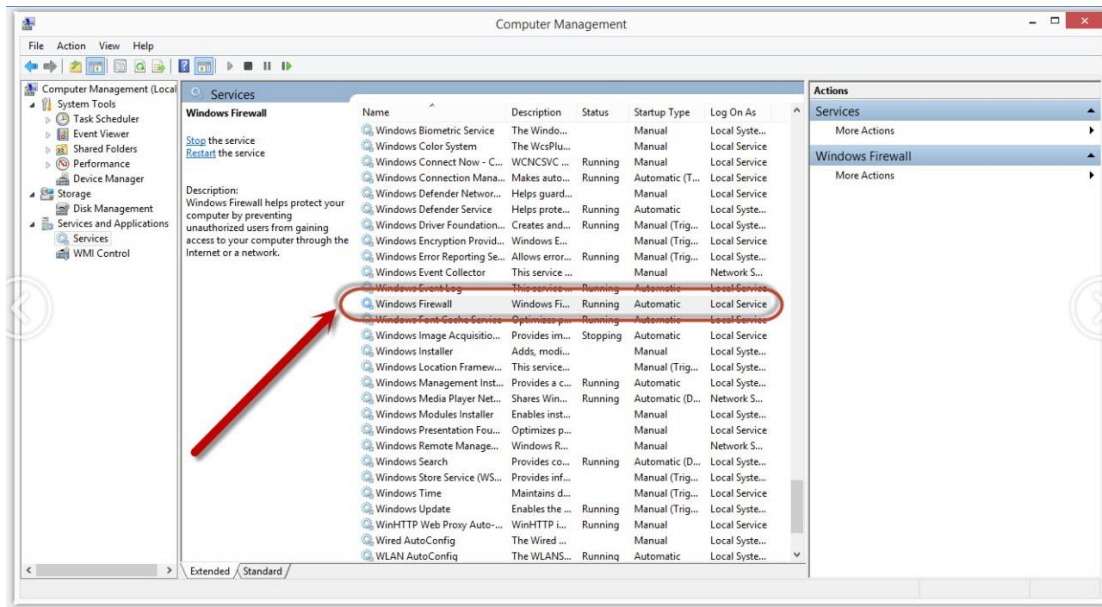 Computer Management
File Action View Help
Computer Management (Local
System Tools
Task Scheduler
Event Viewer
Shared Folders
Performance
Device Manager
Storage
Disk Management
Services and Applications
Services
WMI Control
Services
Windows Firewall
Stop the service
Restart the service
Description:
Windows Firewall helps protect your
computer by preventing
unauthorized users from gaining
access to your computer through the
Internet or a network.
Name Description Status Startup Type Log On As
Windows Biometric Service The Windo... Manual Local Syste...
Windows Color System The WcsPlu... Manual Local Service
Windows Connect Now - C... WCNCSVC ... Running Manual Local Service
Windows Connection Mana... Makes auto... Running Automatic (T... Local Service
Windows Defender Networ... Helps guard... Manual Local Service
Windows Defender Service Helps prote... Running Automatic Local Syste...
Windows Driver Foundation... Creates and... Running Manual (Trig... Local Syste...
Windows Encryption Provid... Windows E... Manual (Trig... Local Service
Windows Error Reporting Se... Allows error... Running Manual (Trig... Local Syste...
Windows Event Collector This service ... Manual Network S...
Windows Event Log This service ... Running Automatic Local Service
Windows Firewall Windows Fi... Running Automatic Local Service
Windows Font Cache Service Optimizes p... Running Automatic Local Service
Windows Image Acquisitio... Provides im... Stopping Automatic Local Service
Windows Installer Adds, modi... Manual Local Syste...
Windows Location Framew... This service... Manual (Trig... Local Syste...
Windows Management Inst... Provides a c... Running Automatic Local Syste...
Windows Media Player Net... Shares Win... Running Automatic (D... Network S...
Windows Modules Installer Enables inst... Manual Local Syste...
Windows Presentation Fou... Optimizes p... Manual Local Service
Windows Remote Manage... Windows R... Manual Network S...
Windows Search Provides co... Running Automatic (D... Local Syste...
Windows Store Service (WS... Provides inf... Manual (Trig... Local Syste...
Windows Time Maintains d... Manual (Trig... Local Service
Windows Update Enables the ... Running Manual (Trig... Local Syste...
WinHTTP Web Proxy Auto-... WinHTTP i... Running Manual Local Service
Wired AutoConfig The Wired ... Manual Local Syste...
WLAN AutoConfig The WLANS... Running Automatic Local Syste...
Extended Standard
Actions
Services
More Actions
Windows Firewall
More Actions